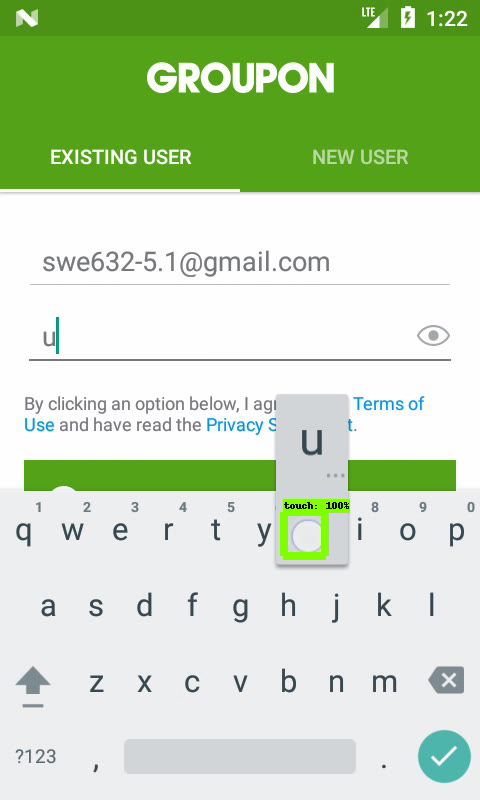 LTE 1:22
GROUPON
EXISTING USER NEW USER
swe632-5.1@gmail.com
u
By clicking an option below, I ag Terms of
Use and have read the Privacy S t.
u
...
touch: 100%
1 2 3 4 5 8 9 0
q w e r t y i o p
a s d f g h j k l
z x c v b n m
?123 , .